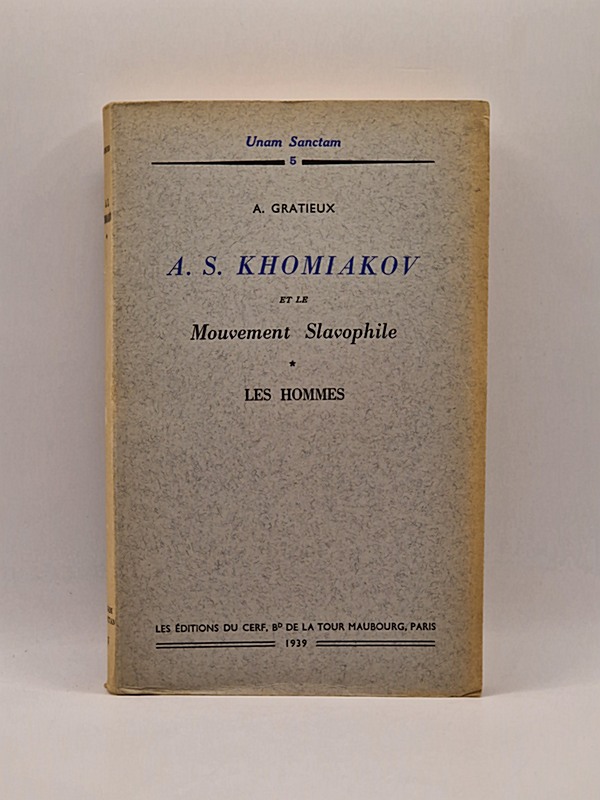 Unam Sanctam
5
A. GRATIEUX
A. S. KHOMIAKOV
ET LE
Mouvement Slavophile
*
LES HOMMES
LES ÉDITIONS DU CERF, Bᴅ DE LA TOUR MAUBOURG, PARIS
1939